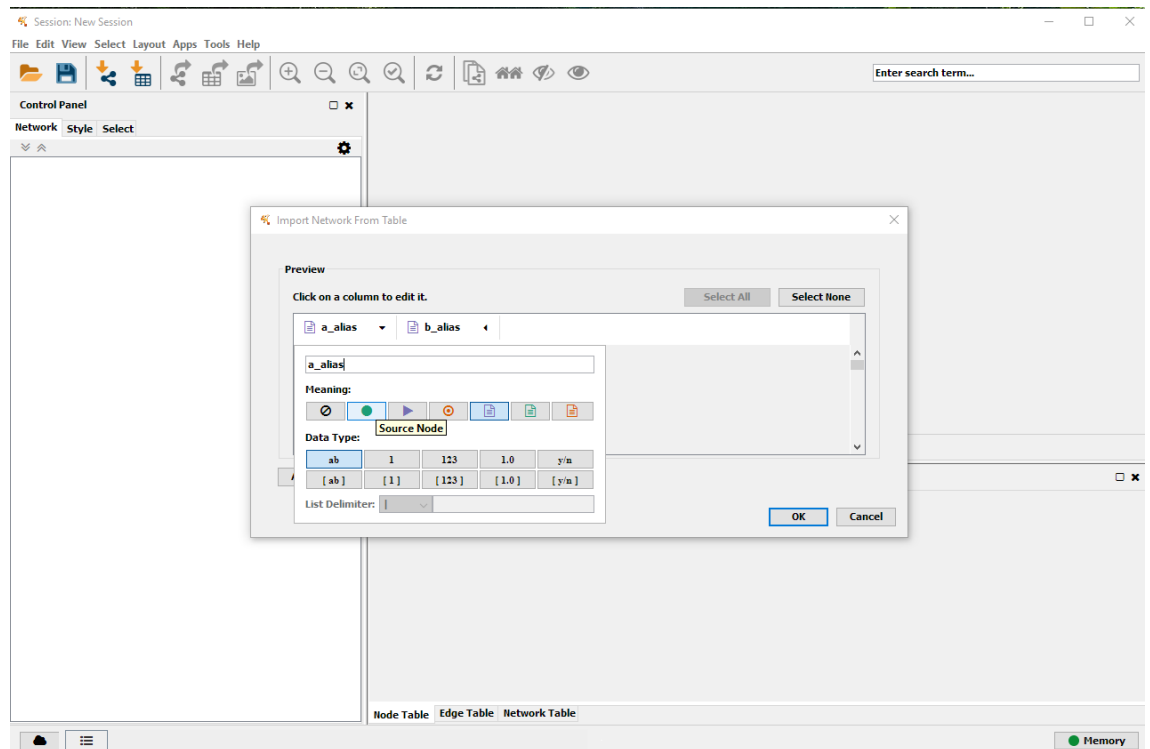 Session: New Session
File Edit View Select Layout Apps Tools Help
Enter search term...
Control Panel
Network Style Select
Import Network From Table
Preview
Click on a column to edit it.
Select All Select None
a_alias b_alias
a_alias
Meaning:
Source Node
Data Type:
ab 1 123 1.0 y/n
[ ab ] [ 1 ] [ 123 ] [ 1.0 ] [ y/n ]
List Delimiter: |
OK Cancel
Node Table Edge Table Network Table
Memory